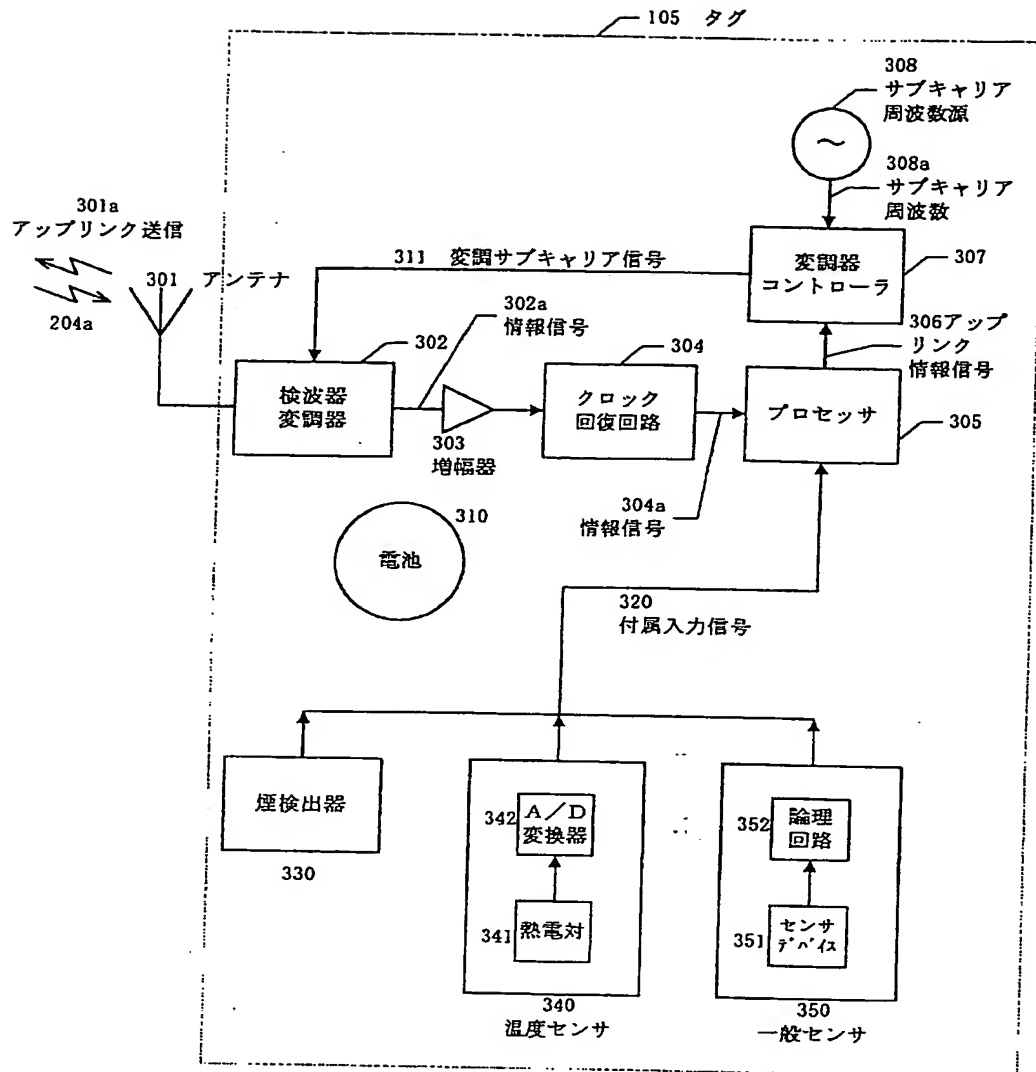 105 タグ
308
サブキャリア
周波数源
～
308a
サブキャリア
周波数
301a
アップリンク送信
301 アンテナ
204a
311 変調サブキャリア信号
変調器
コントローラ
307
302a
情報信号
306アップ
リンク
情報信号
302
検波器
変調器
303
増幅器
304
クロック
回復回路
プロセッサ
305
304a
情報信号
310
電池
320
付属入力信号
煙検出器
330
342
A／D
変換器
341
熱電対
340
温度センサ
352
論理
回路
351
センサ
デバイス
350
一般センサ